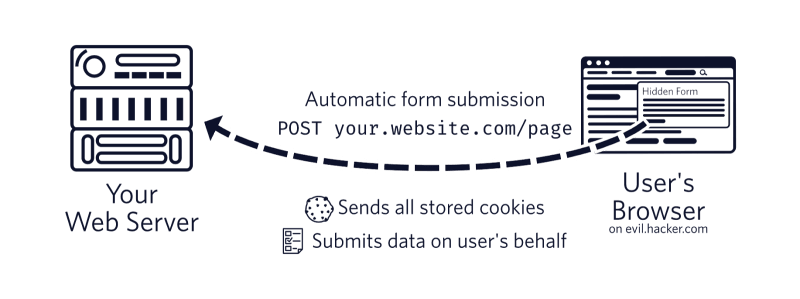 Automatic form submission
POST your.website.com/page
Hidden Form
Your
Web Server
Sends all stored cookies
Submits data on user's behalf
User's
Browser
on evil.hacker.com